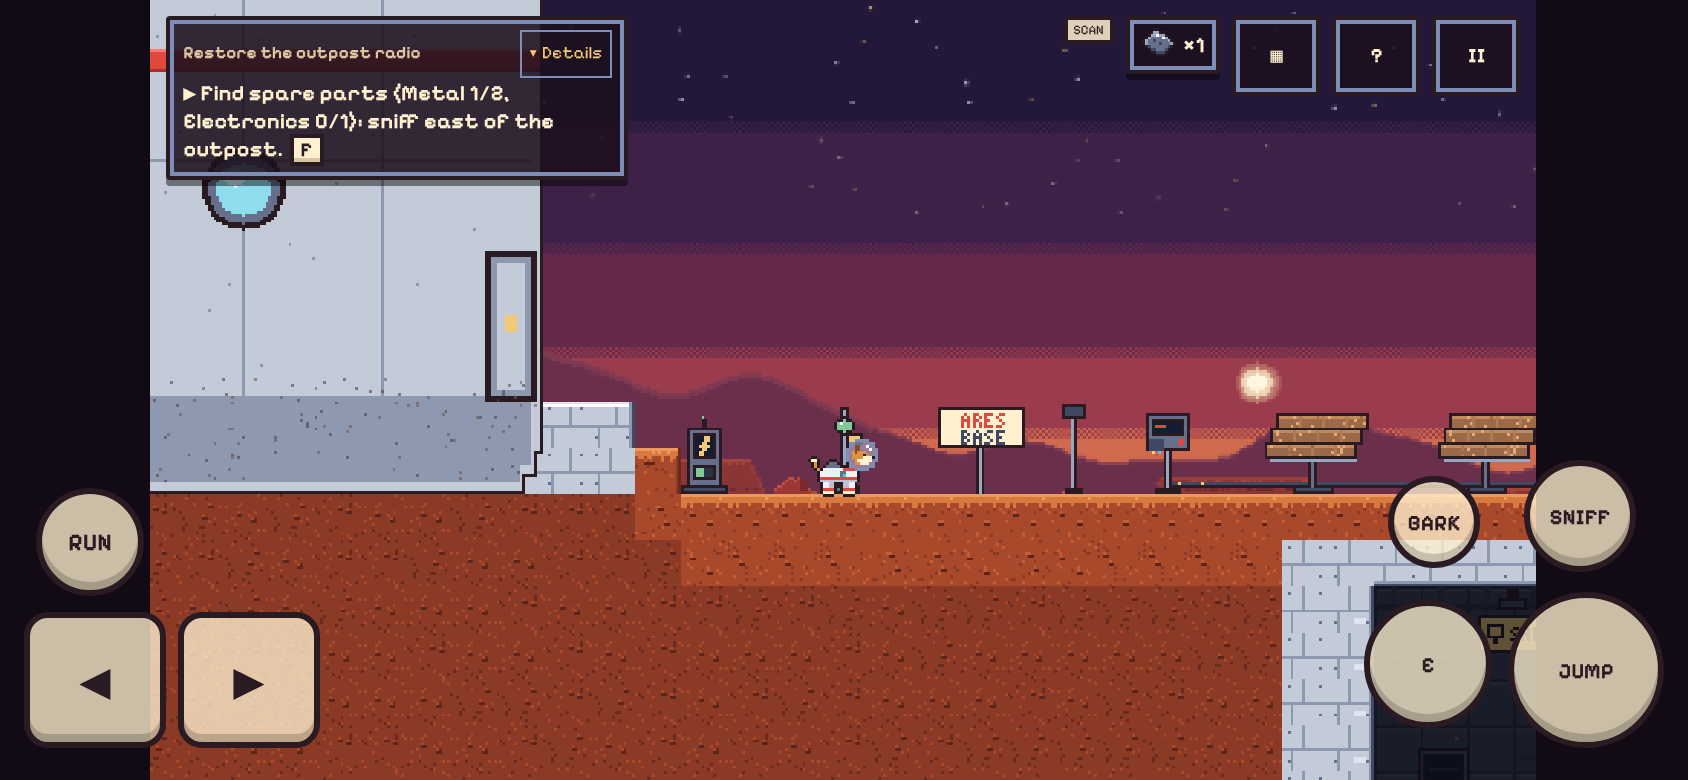 Restore the outpost radio
▾ Details
▶ Find spare parts (Metal 1/3,
Electronics 0/1): sniff east of the
outpost. F
SCAN
×1
?
II
ARES
BASE
RUN
BARK
SNIFF
E
JUMP